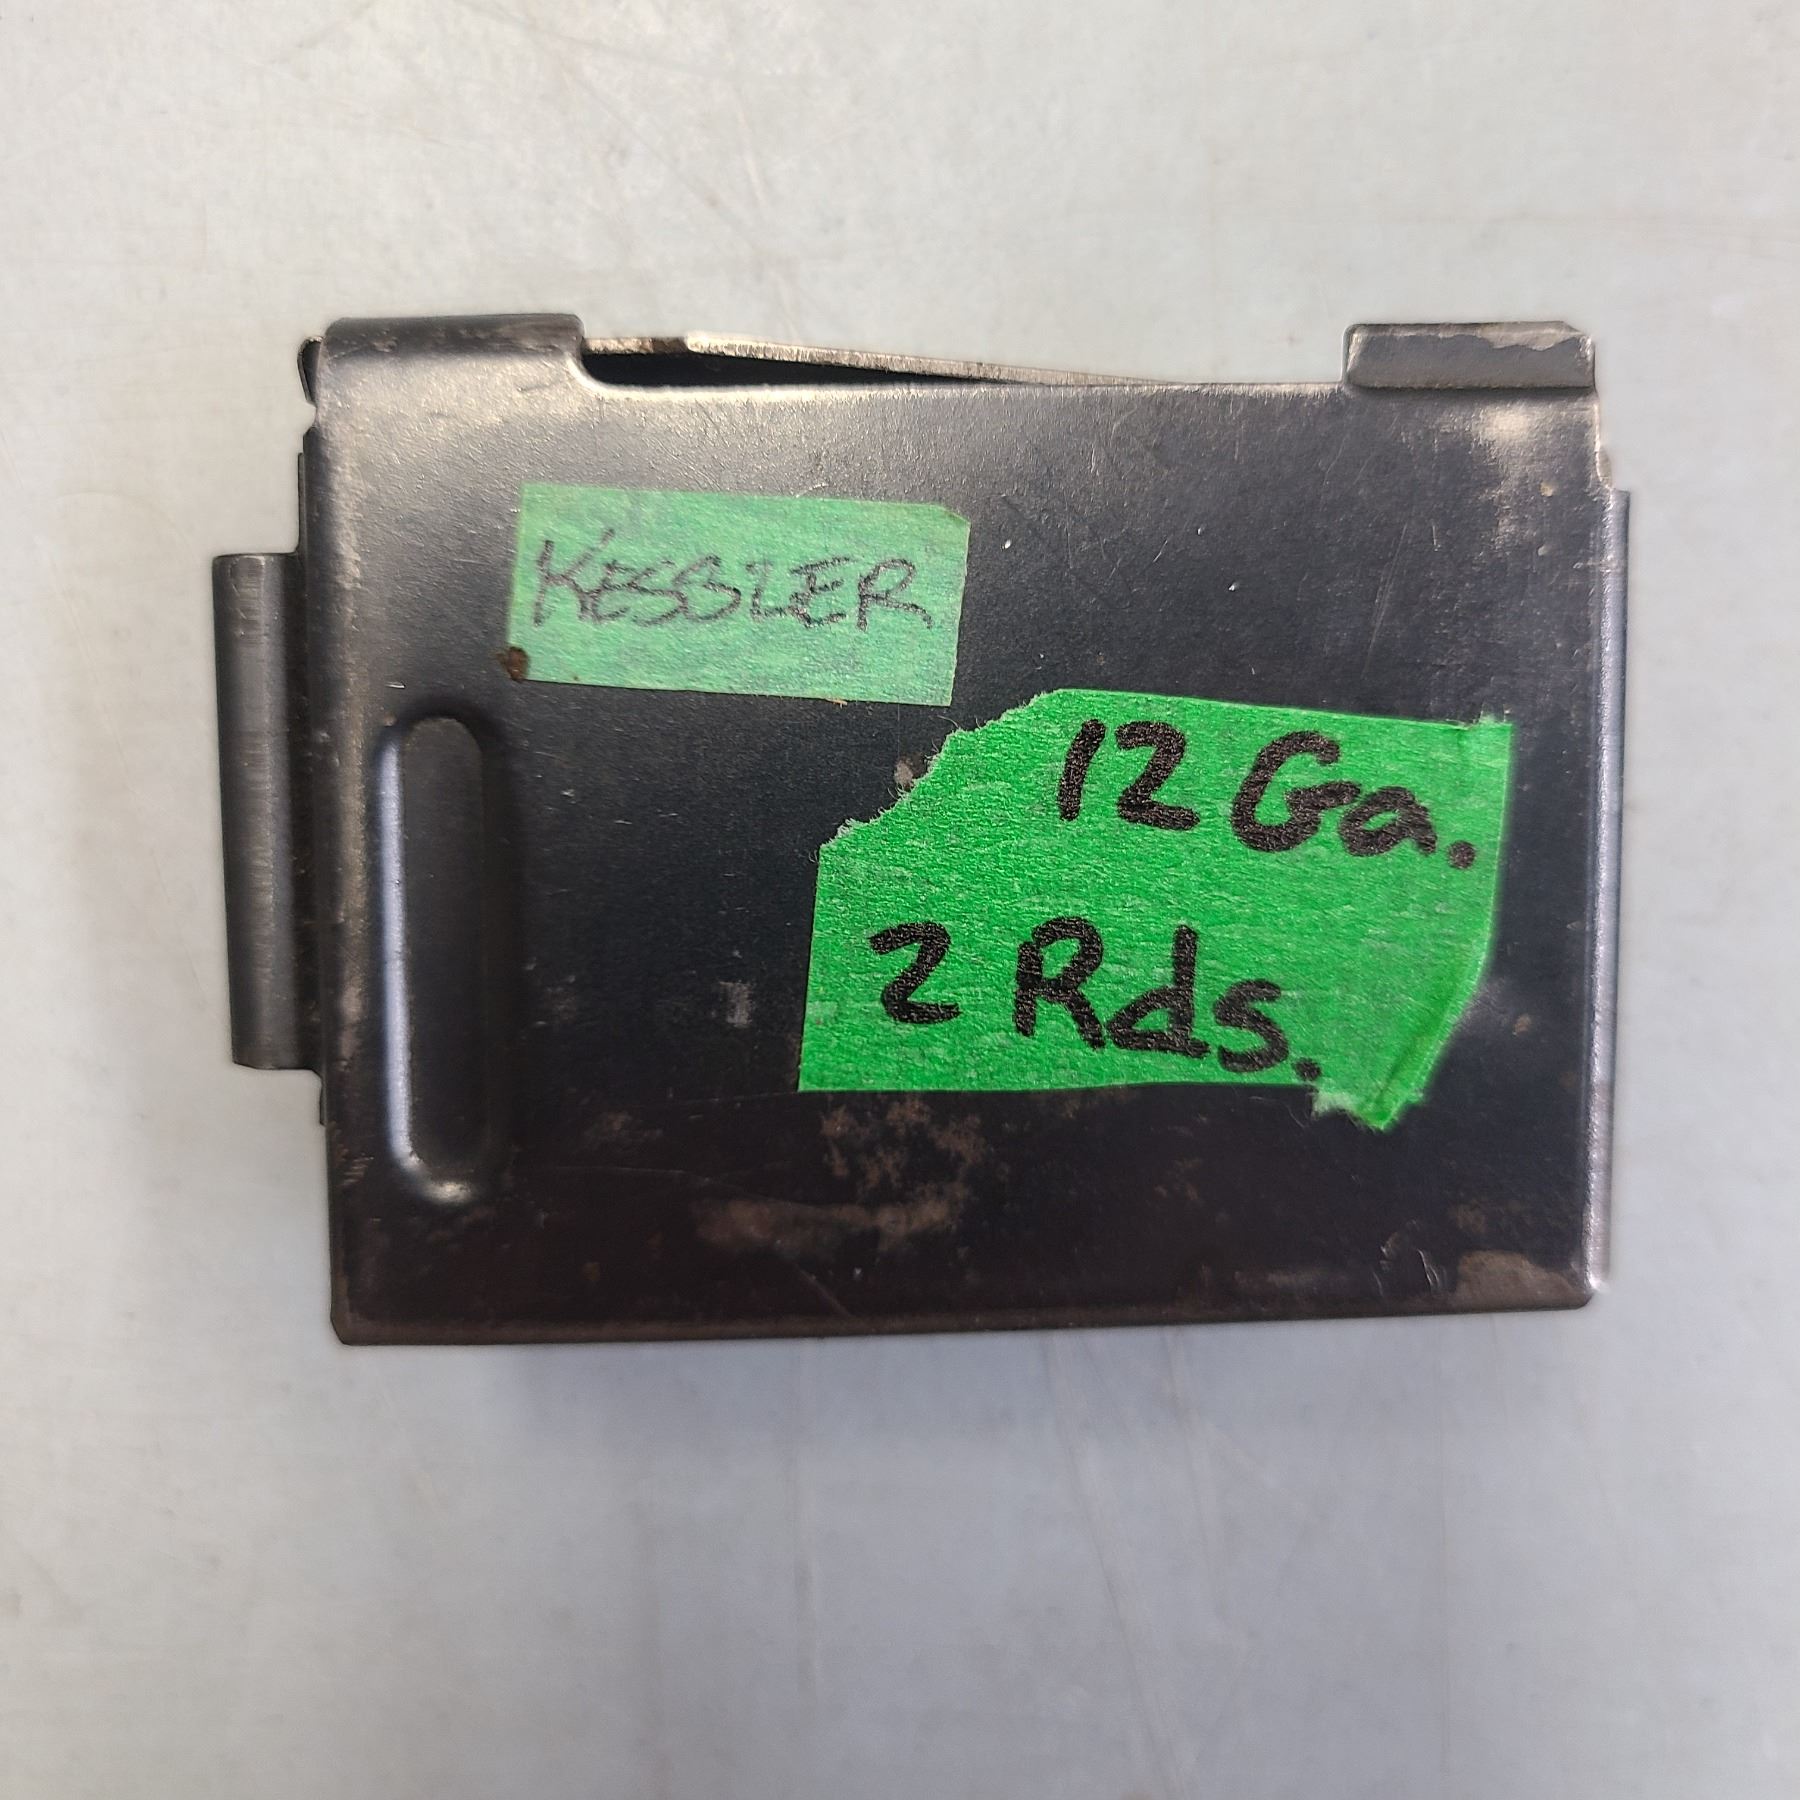 KESSLER
12 Ga.
2 Rds.